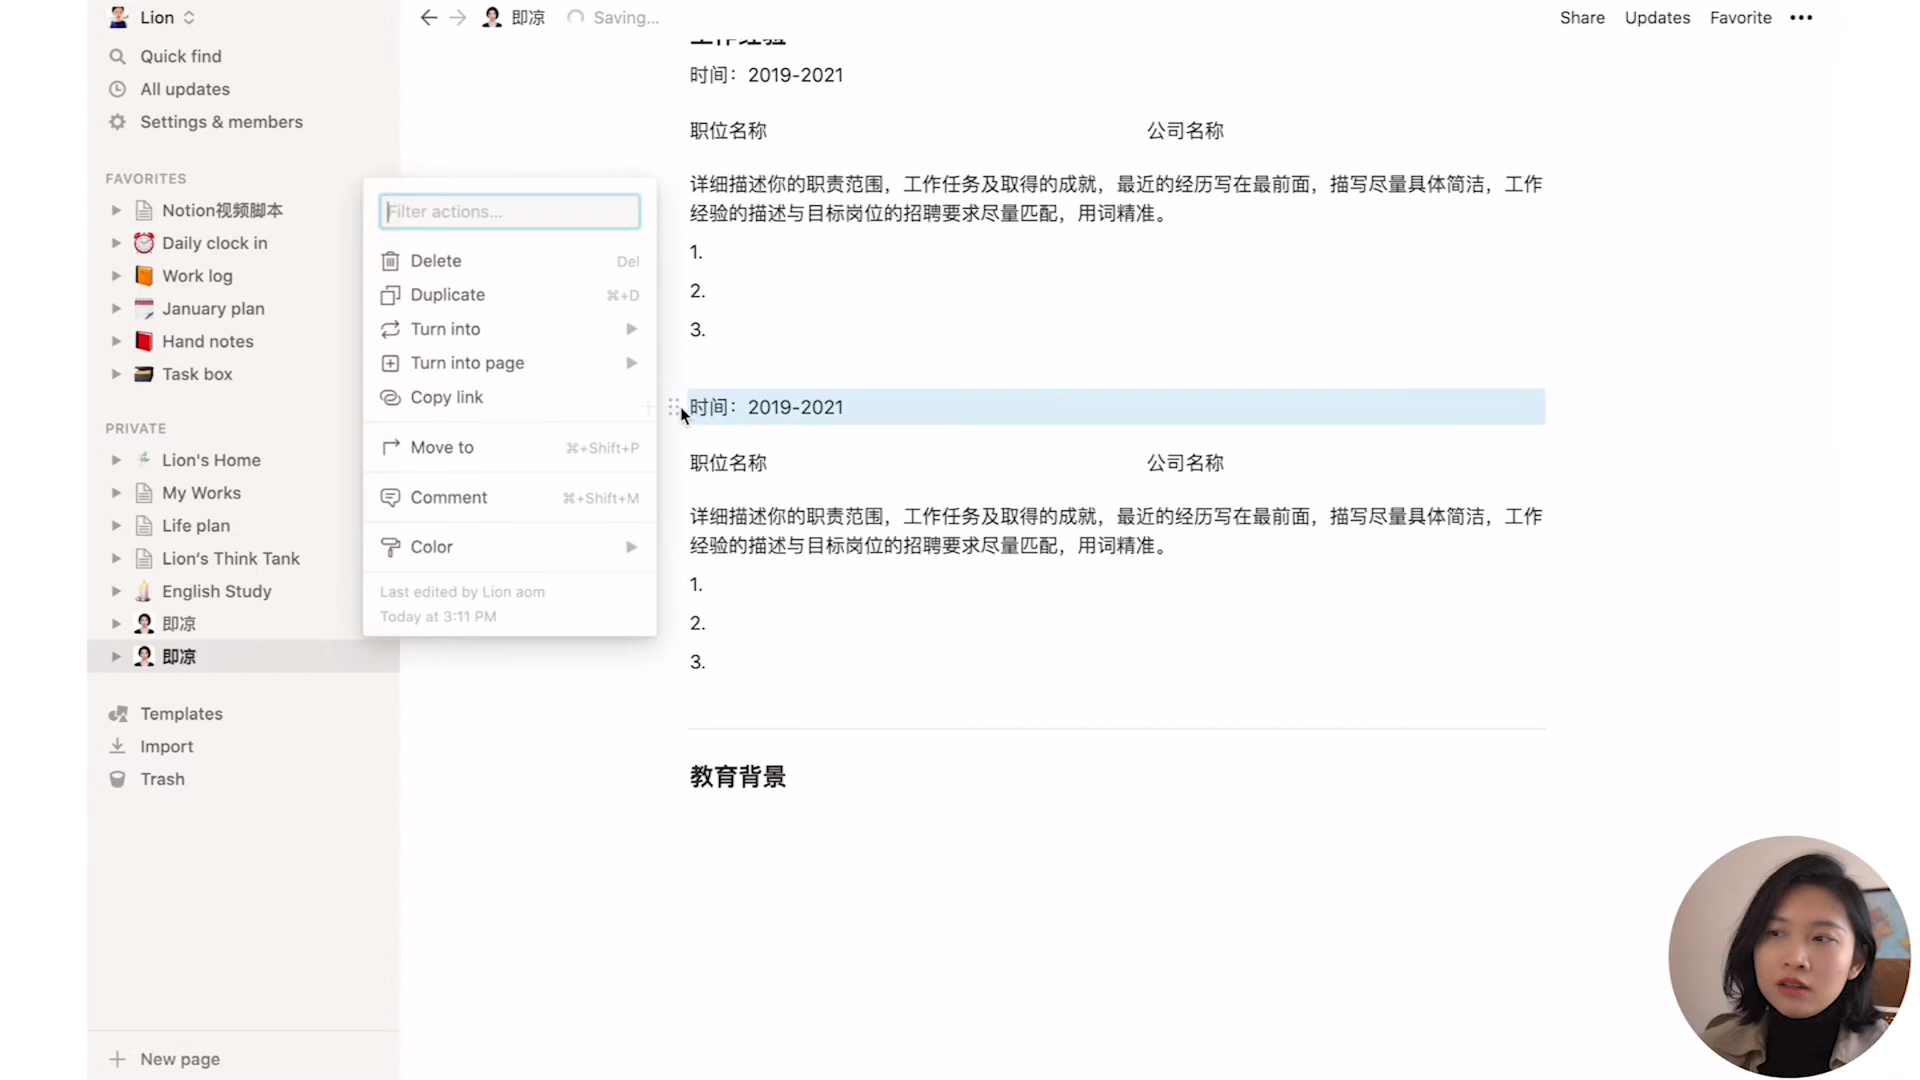 Lion
Quick find
All updates
Settings & members
FAVORITES
Notion视频脚本
Daily clock in
Work log
January plan
Hand notes
Task box
PRIVATE
Lion's Home
My Works
Life plan
Lion‘s Think Tank
English Study
即凉
即凉
Templates
Import
Trash
New page
即凉 Saving...
Share Updates Favorite
工作经验
时间：2019-2021
职位名称 公司名称
详细描述你的职责范围，工作任务及取得的成就，最近的经历写在最前面，描写尽量具体简洁，工作
经验的描述与目标岗位的招聘要求尽量匹配，用词精准。
1.
2.
3.
时间：2019-2021
职位名称 公司名称
详细描述你的职责范围，工作任务及取得的成就，最近的经历写在最前面，描写尽量具体简洁，工作
经验的描述与目标岗位的招聘要求尽量匹配，用词精准。
1.
2.
3.
教育背景
Filter actions...
Delete Del
Duplicate ⌘+D
Turn into
Turn into page
Copy link
Move to ⌘+Shift+P
Comment ⌘+Shift+M
Color
Last edited by Lion aom
Today at 3:11 PM